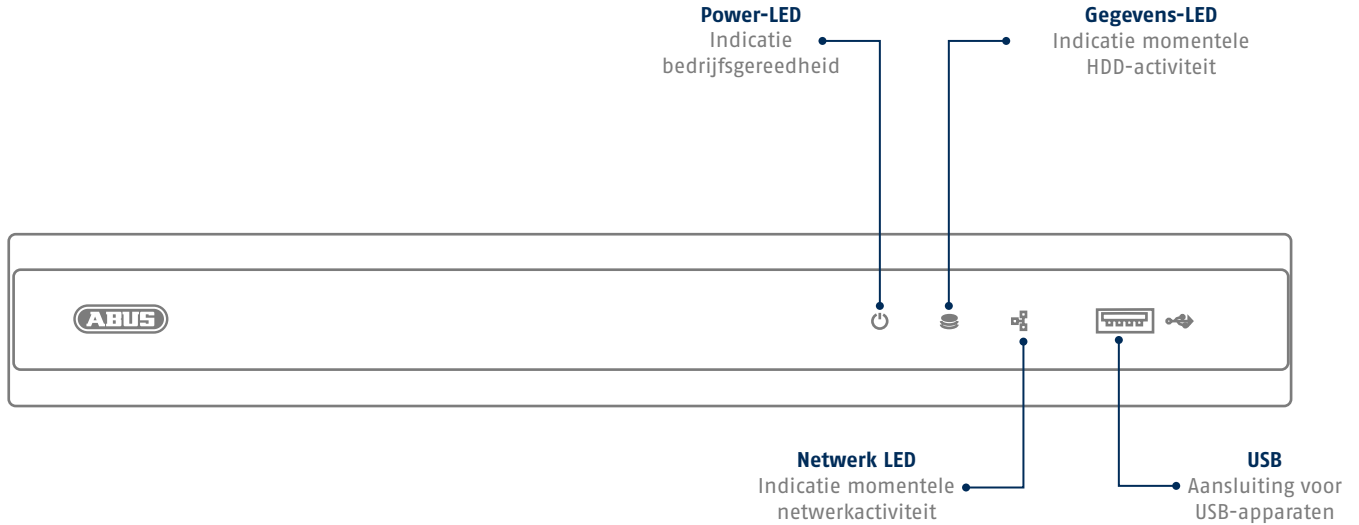 Power-LED
Indicatie
bedrijfsgereedheid
Gegevens-LED
Indicatie momentele
HDD-activiteit
ABUS
Netwerk LED
Indicatie momentele
netwerkactiviteit
USB
Aansluiting voor
USB-apparaten